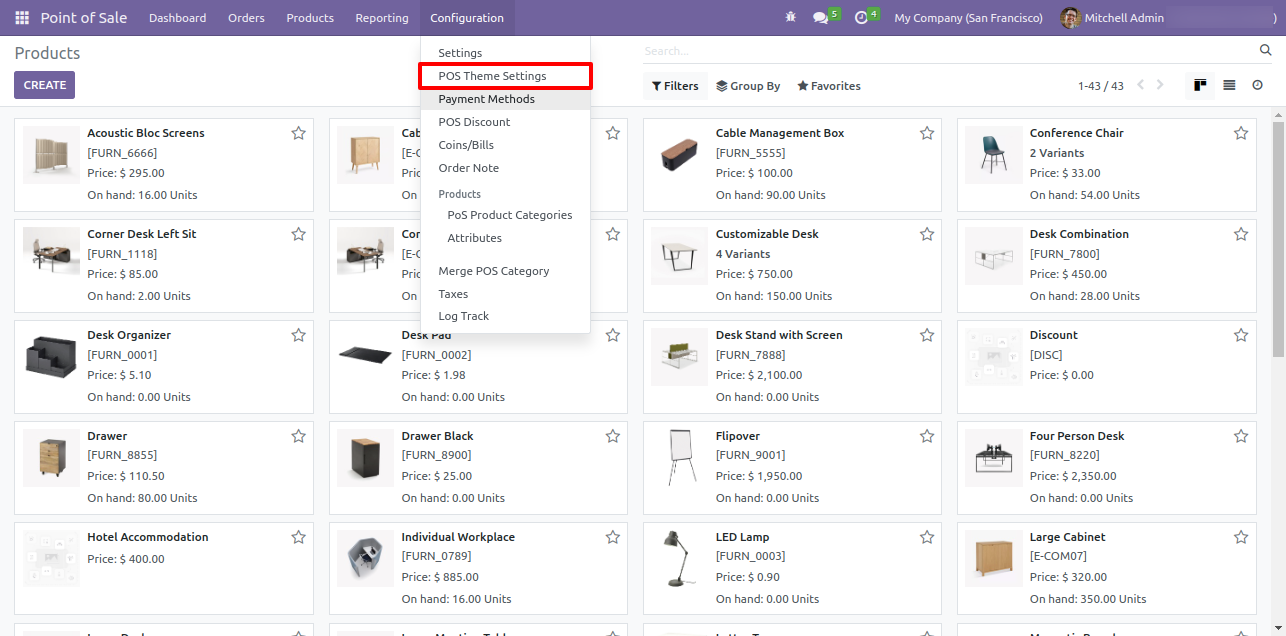 Point of Sale Dashboard Orders Products Reporting Configuration 5 4 My Company (San Francisco) Mitchell Admin )
Products
Search...
CREATE
Filters Group By Favorites 1-43 / 43
Settings
POS Theme Settings
Payment Methods
POS Discount
Coins/Bills
Order Note
Products
PoS Product Categories
Attributes
Merge POS Category
Taxes
Log Track
Acoustic Bloc Screens
[FURN_6666]
Price: $ 295.00
On hand: 16.00 Units
Cable Management Box
[FURN_5555]
Price: $ 100.00
On hand: 90.00 Units
Conference Chair
2 Variants
Price: $ 33.00
On hand: 54.00 Units
Corner Desk Left Sit
[FURN_1118]
Price: $ 85.00
On hand: 2.00 Units
Customizable Desk
4 Variants
Price: $ 750.00
On hand: 150.00 Units
Desk Combination
[FURN_7800]
Price: $ 450.00
On hand: 28.00 Units
Desk Organizer
[FURN_0001]
Price: $ 5.10
On hand: 0.00 Units
Desk Pad
[FURN_0002]
Price: $ 1.98
On hand: 0.00 Units
Desk Stand with Screen
[FURN_7888]
Price: $ 2,100.00
On hand: 0.00 Units
Discount
[DISC]
Price: $ 0.00
Drawer
[FURN_8855]
Price: $ 110.50
On hand: 80.00 Units
Drawer Black
[FURN_8900]
Price: $ 25.00
On hand: 0.00 Units
Flipover
[FURN_9001]
Price: $ 1,950.00
On hand: 0.00 Units
Four Person Desk
[FURN_8220]
Price: $ 2,350.00
On hand: 0.00 Units
Hotel Accommodation
Price: $ 400.00
Individual Workplace
[FURN_0789]
Price: $ 885.00
On hand: 16.00 Units
LED Lamp
[FURN_0003]
Price: $ 0.90
On hand: 0.00 Units
Large Cabinet
[E-COM07]
Price: $ 320.00
On hand: 350.00 Units